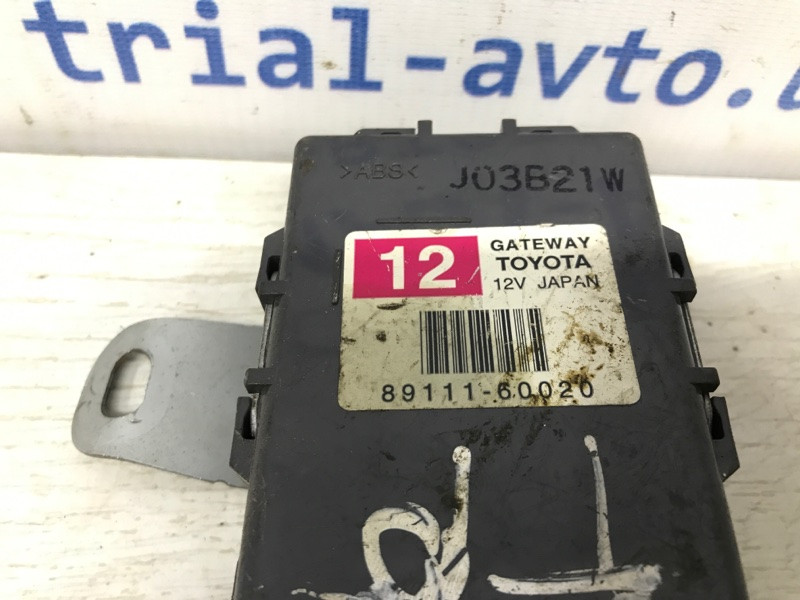 trial-avto.
>ABS< J03B21W
12 GATEWAY
TOYOTA
12V JAPAN
89111-60020